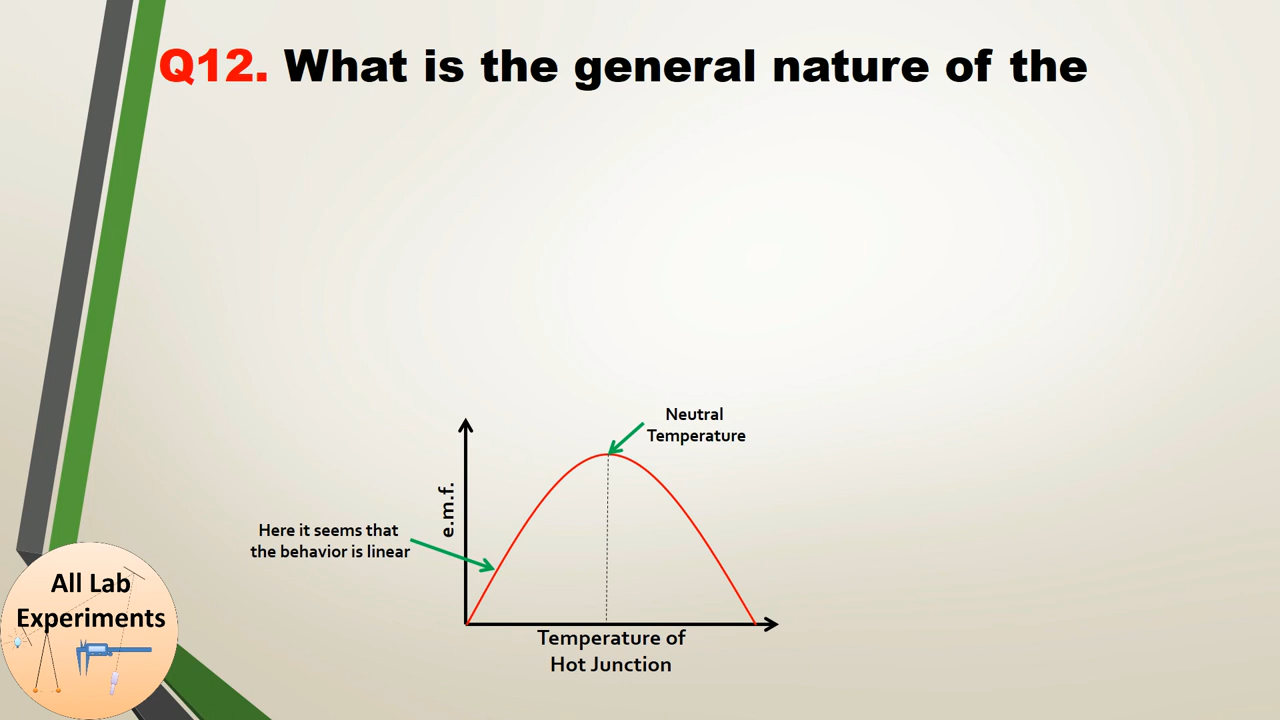 Q12. What is the general nature of the
Neutral
Temperature
e.m.f.
Here it seems that
the behavior is linear
Temperature of
Hot Junction
All Lab
Experiments